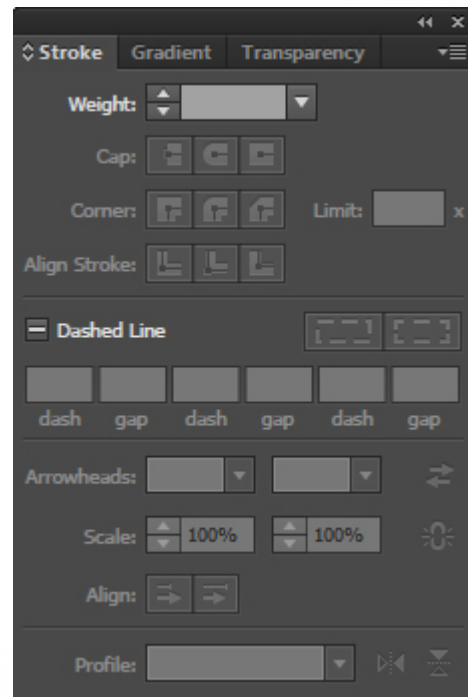 Stroke Gradient Transparency
Weight:
Cap:
Corner: Limit: x
Align Stroke:
Dashed Line
dash gap dash gap dash gap
Arrowheads:
Scale: 100% 100%
Align:
Profile: